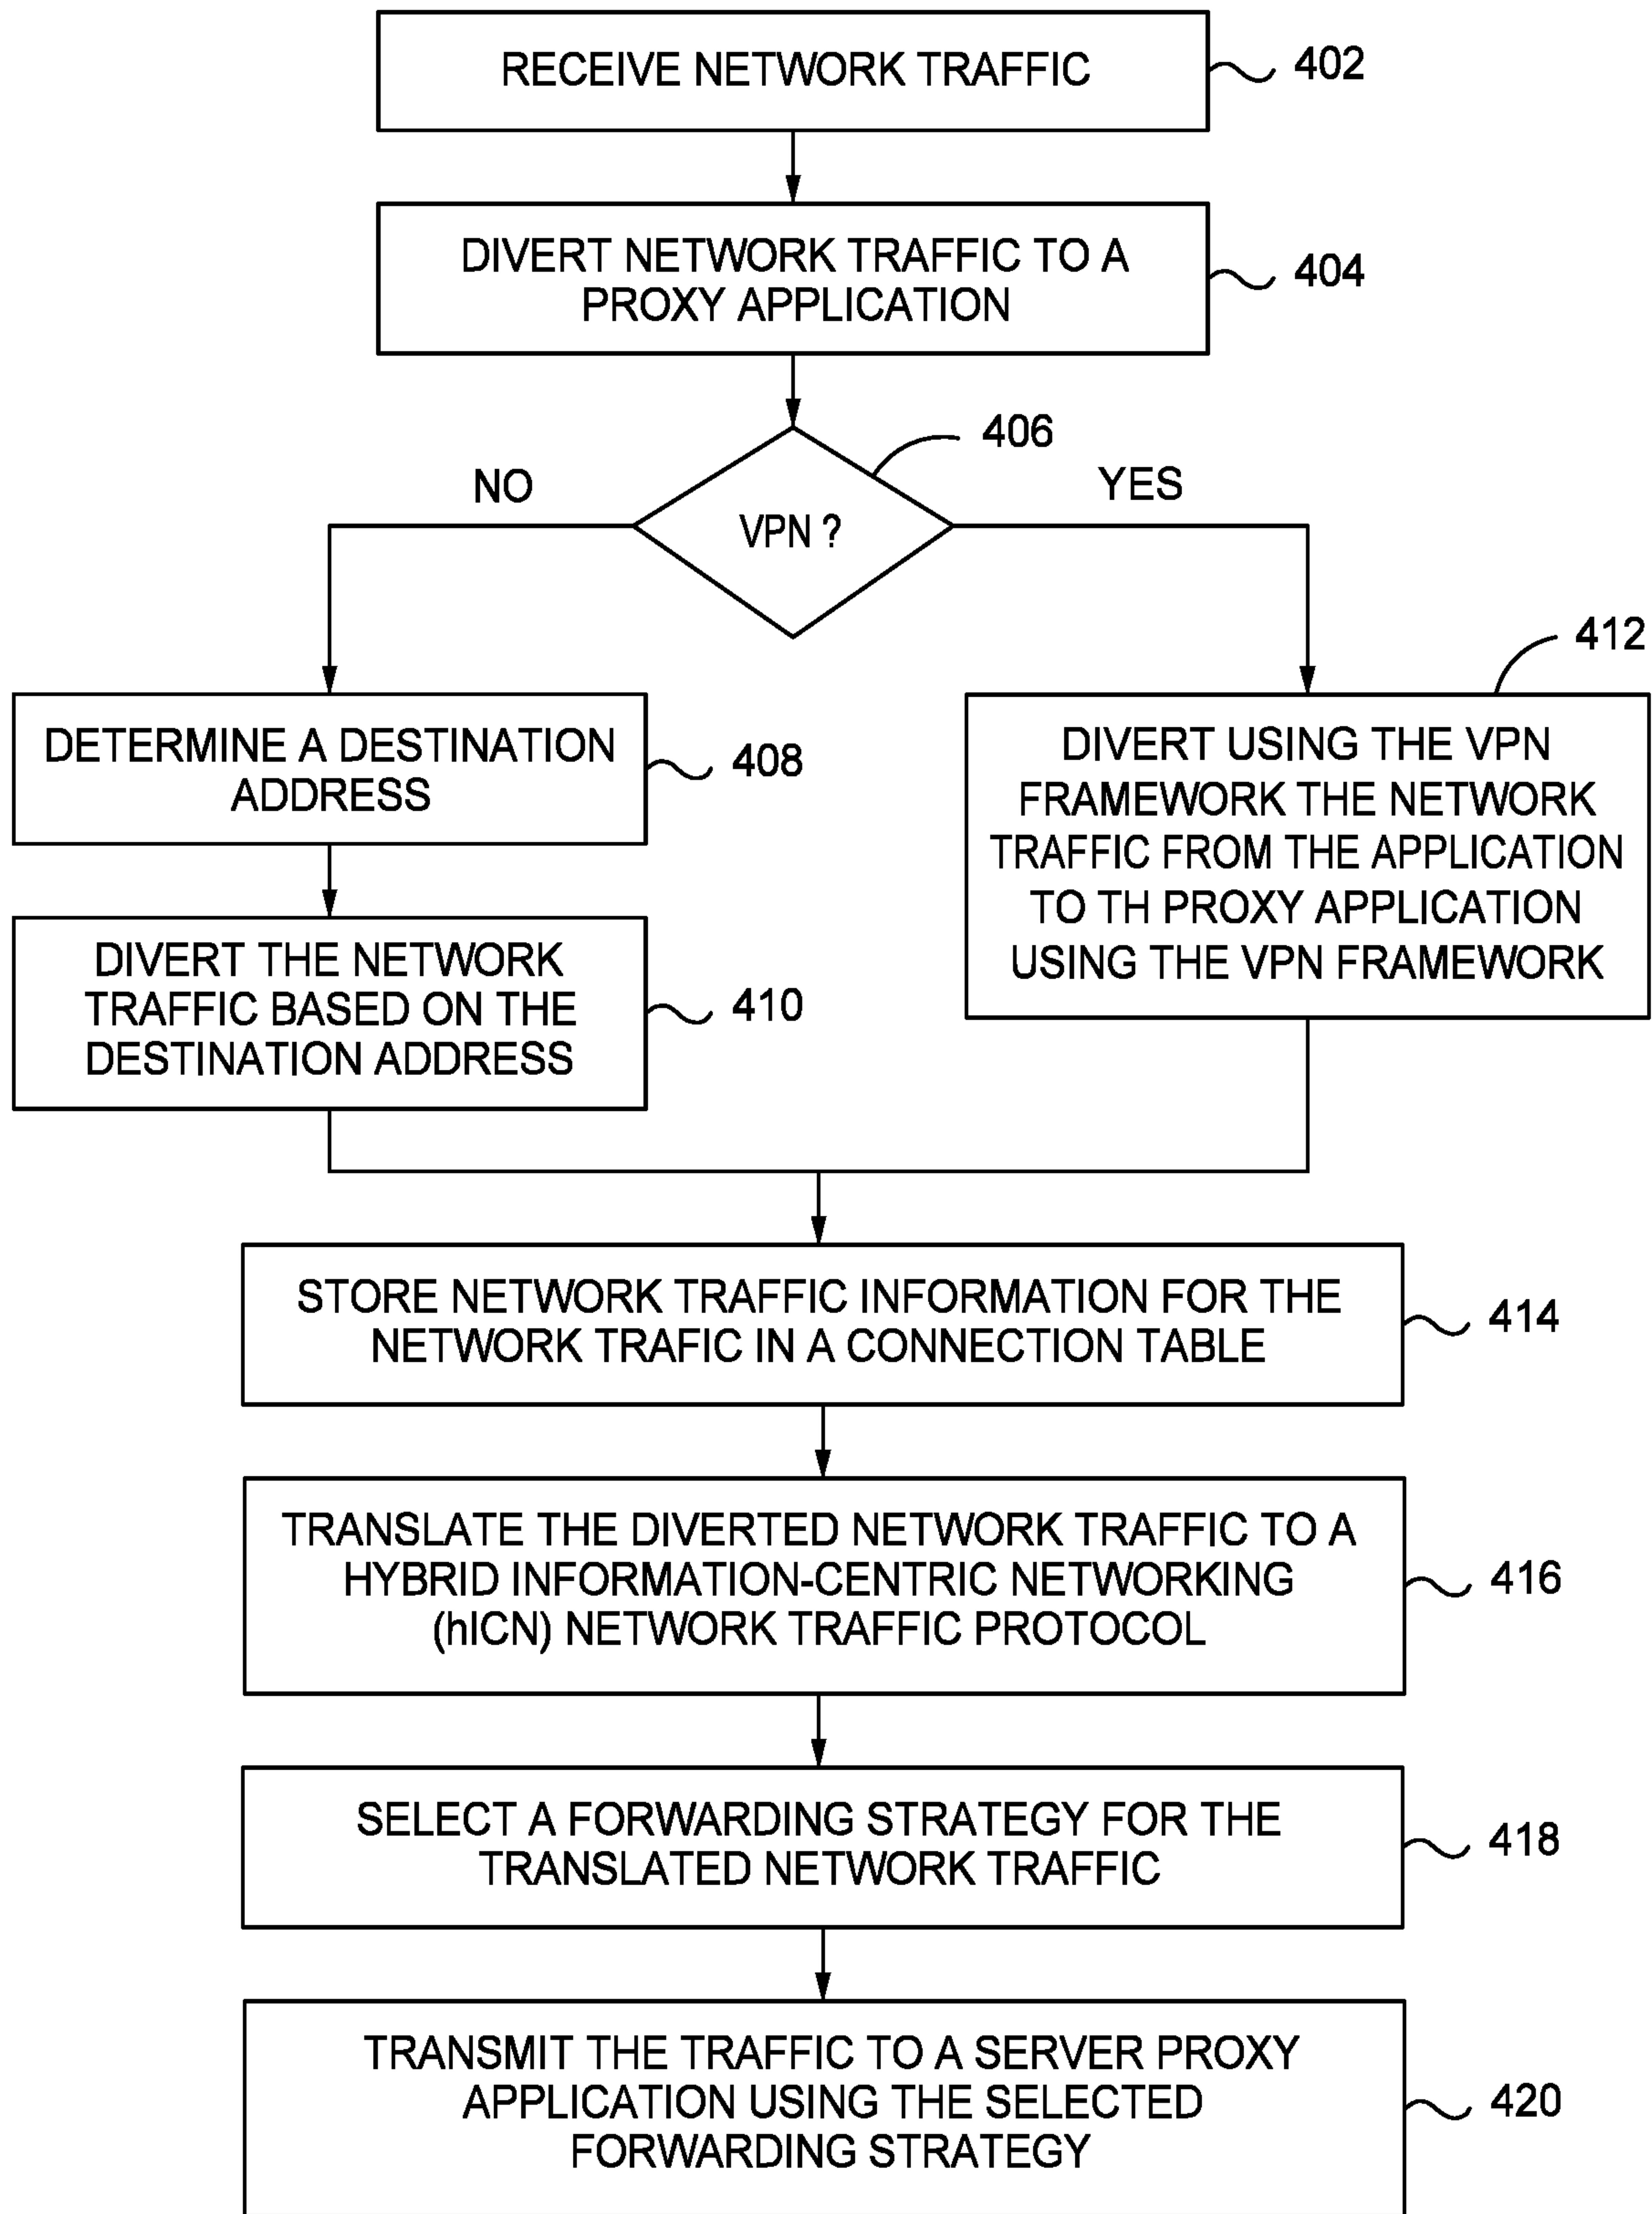 RECEIVE NETWORK TRAFFIC
402
DIVERT NETWORK TRAFFIC TO A
PROXY APPLICATION
404
406
NO
YES
VPN ?
412
DETERMINE A DESTINATION
ADDRESS
408
DIVERT USING THE VPN
FRAMEWORK THE NETWORK
TRAFFIC FROM THE APPLICATION
TO TH PROXY APPLICATION
USING THE VPN FRAMEWORK
DIVERT THE NETWORK
TRAFFIC BASED ON THE
DESTINATION ADDRESS
410
STORE NETWORK TRAFFIC INFORMATION FOR THE
NETWORK TRAFIC IN A CONNECTION TABLE
414
TRANSLATE THE DIVERTED NETWORK TRAFFIC TO A
HYBRID INFORMATION-CENTRIC NETWORKING
(hICN) NETWORK TRAFFIC PROTOCOL
416
SELECT A FORWARDING STRATEGY FOR THE
TRANSLATED NETWORK TRAFFIC
418
TRANSMIT THE TRAFFIC TO A SERVER PROXY
APPLICATION USING THE SELECTED
FORWARDING STRATEGY
420